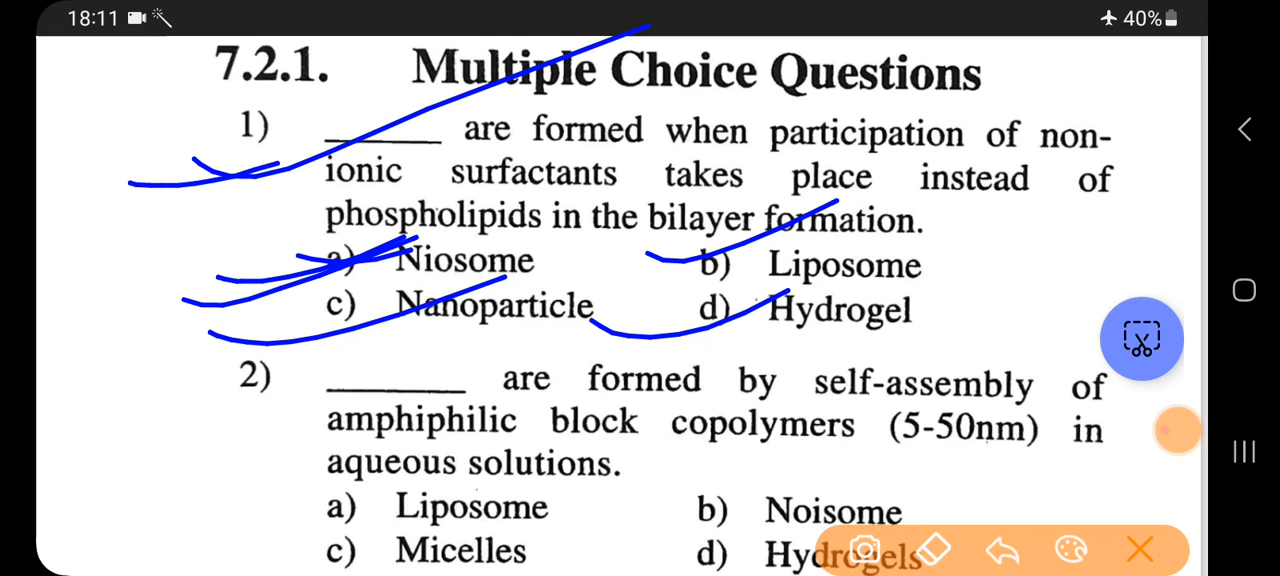 18:11 40%
7.2.1. Multiple Choice Questions
1) ______ are formed when participation of non-
ionic surfactants takes place instead of
phospholipids in the bilayer formation.
a) Niosome b) Liposome
c) Nanoparticle d) Hydrogel
2) ______ are formed by self-assembly of
amphiphilic block copolymers (5-50nm) in
aqueous solutions.
a) Liposome b) Noisome
c) Micelles d) Hydrogels